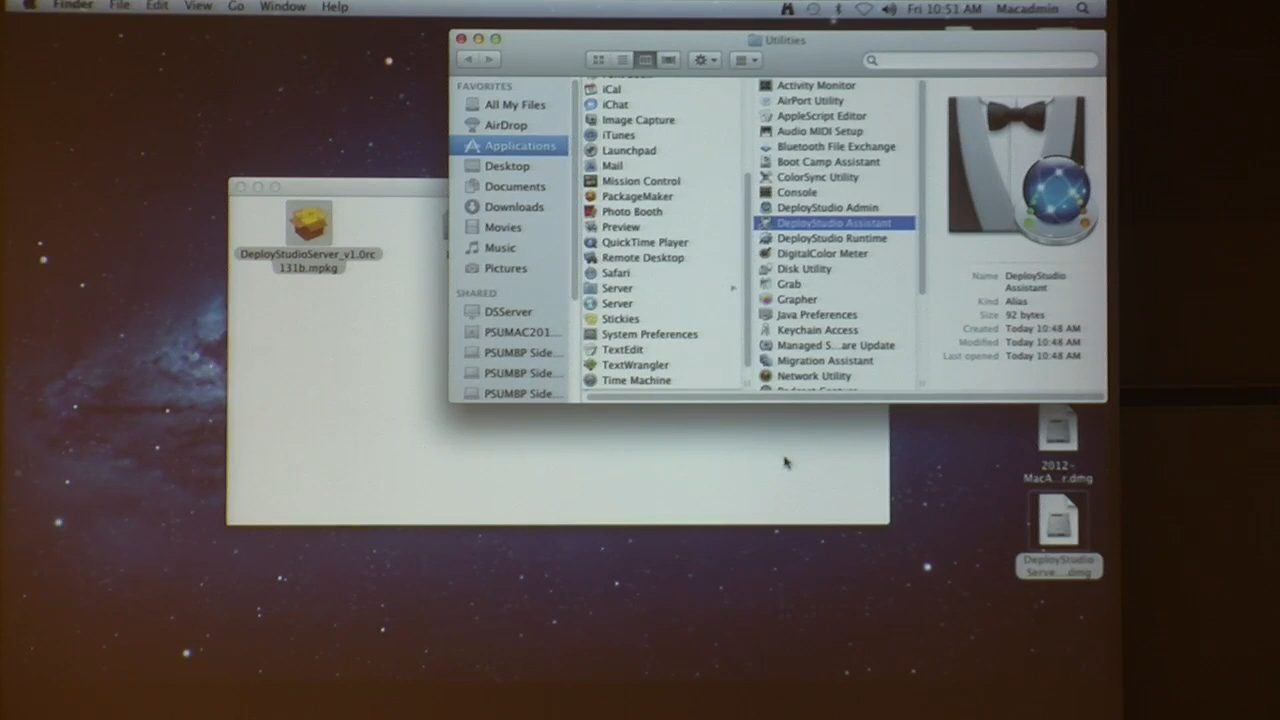 Finder File Edit View Go Window Help
Fri 10:51 AM Macadmin
Utilities
FAVORITES
All My Files
AirDrop
Applications
Desktop
Documents
Downloads
Movies
Music
Pictures
SHARED
DSServer
PSUMAC201...
PSUMBP Side...
PSUMBP Side...
PSUMBP Side...
iCal
iChat
Image Capture
iTunes
Launchpad
Mail
Mission Control
PackageMaker
Photo Booth
Preview
QuickTime Player
Remote Desktop
Safari
Server
Server
Stickies
System Preferences
TextEdit
TextWrangler
Time Machine
Activity Monitor
AirPort Utility
AppleScript Editor
Audio MIDI Setup
Bluetooth File Exchange
Boot Camp Assistant
ColorSync Utility
Console
DeployStudio Admin
DeployStudio Assistant
DeployStudio Runtime
DigitalColor Meter
Disk Utility
Grab
Grapher
Java Preferences
Keychain Access
Managed S...are Update
Migration Assistant
Network Utility
Name DeployStudio
Assistant
Kind Alias
Size 92 bytes
Created Today 10:48 AM
Modified Today 10:48 AM
Last opened Today 10:48 AM
DeployStudioServer_v1.0rc
131b.mpkg
2012-
MacA...r.dmg
DeployStudio
Serve....dmg